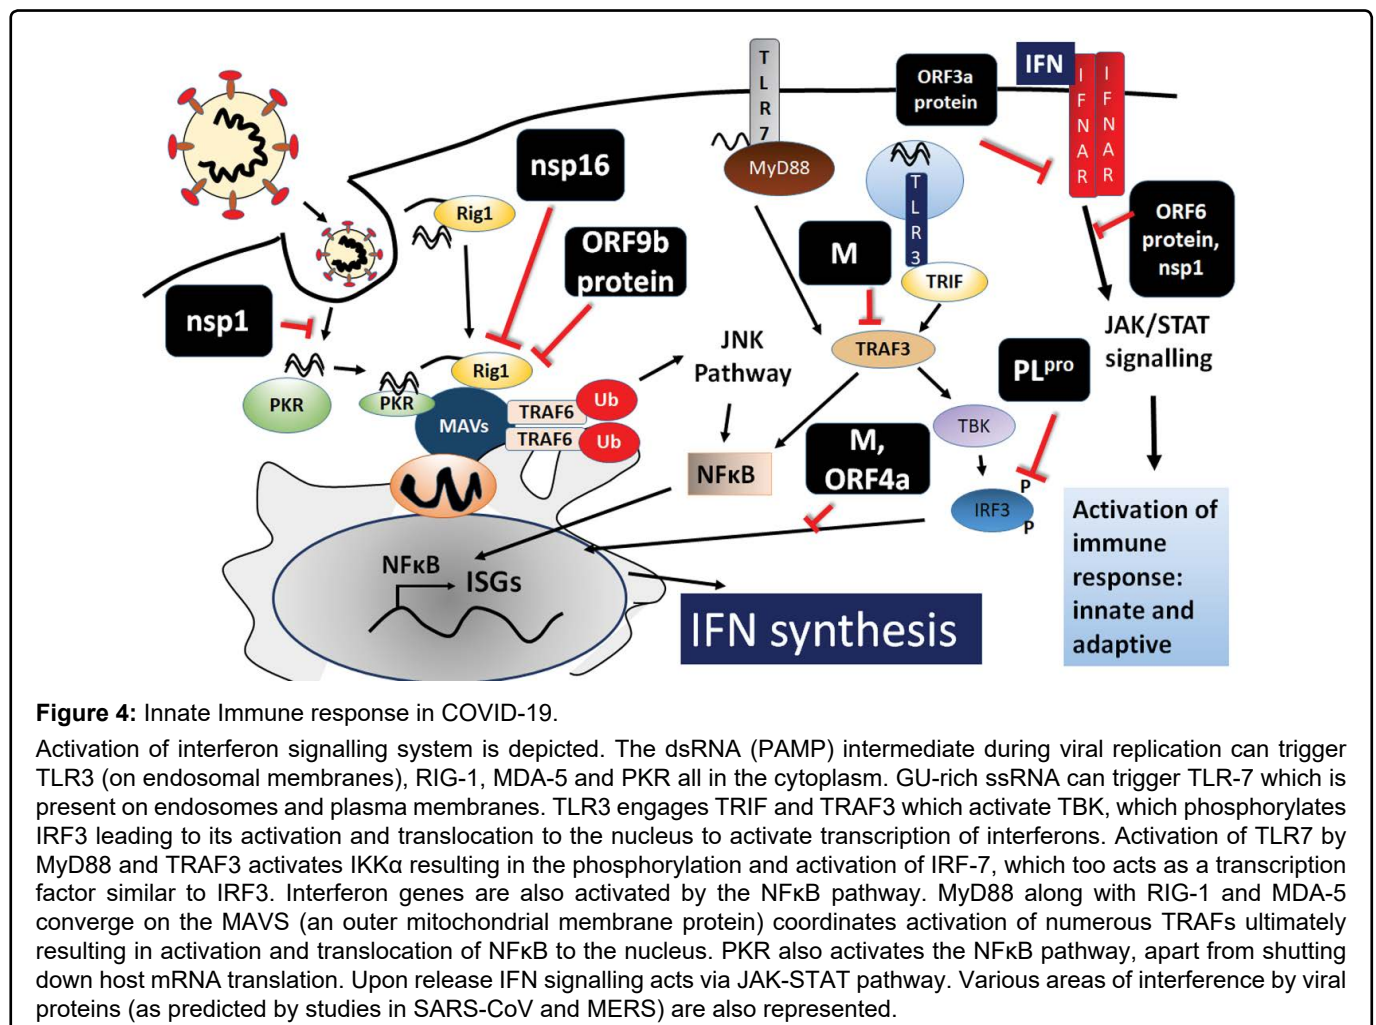 T
L
R
7
MyD88
ORF3a
protein
IFN
I
F
N
A
R
I
F
N
A
R
nsp16
Rig1
T
L
R
3
TRIF
M
ORF6
protein,
nsp1
ORF9b
protein
nsp1
JNK
Pathway
TRAF3
JAK/STAT
signalling
PLpro
Rig1
PKR
PKR
MAVs
TRAF6
Ub
TRAF6
Ub
TBK
M,
ORF4a
NFκB
P
IRF3
P
Activation of
immune
response:
innate and
adaptive
NFκB
ISGs
IFN synthesis
Figure 4: Innate Immune response in COVID-19.
Activation of interferon signalling system is depicted. The dsRNA (PAMP) intermediate during viral replication can trigger
TLR3 (on endosomal membranes), RIG-1, MDA-5 and PKR all in the cytoplasm. GU-rich ssRNA can trigger TLR-7 which is
present on endosomes and plasma membranes. TLR3 engages TRIF and TRAF3 which activate TBK, which phosphorylates
IRF3 leading to its activation and translocation to the nucleus to activate transcription of interferons. Activation of TLR7 by
MyD88 and TRAF3 activates IKKα resulting in the phosphorylation and activation of IRF-7, which too acts as a transcription
factor similar to IRF3. Interferon genes are also activated by the NFκB pathway. MyD88 along with RIG-1 and MDA-5
converge on the MAVS (an outer mitochondrial membrane protein) coordinates activation of numerous TRAFs ultimately
resulting in activation and translocation of NFκB to the nucleus. PKR also activates the NFκB pathway, apart from shutting
down host mRNA translation. Upon release IFN signalling acts via JAK-STAT pathway. Various areas of interference by viral
proteins (as predicted by studies in SARS-CoV and MERS) are also represented.